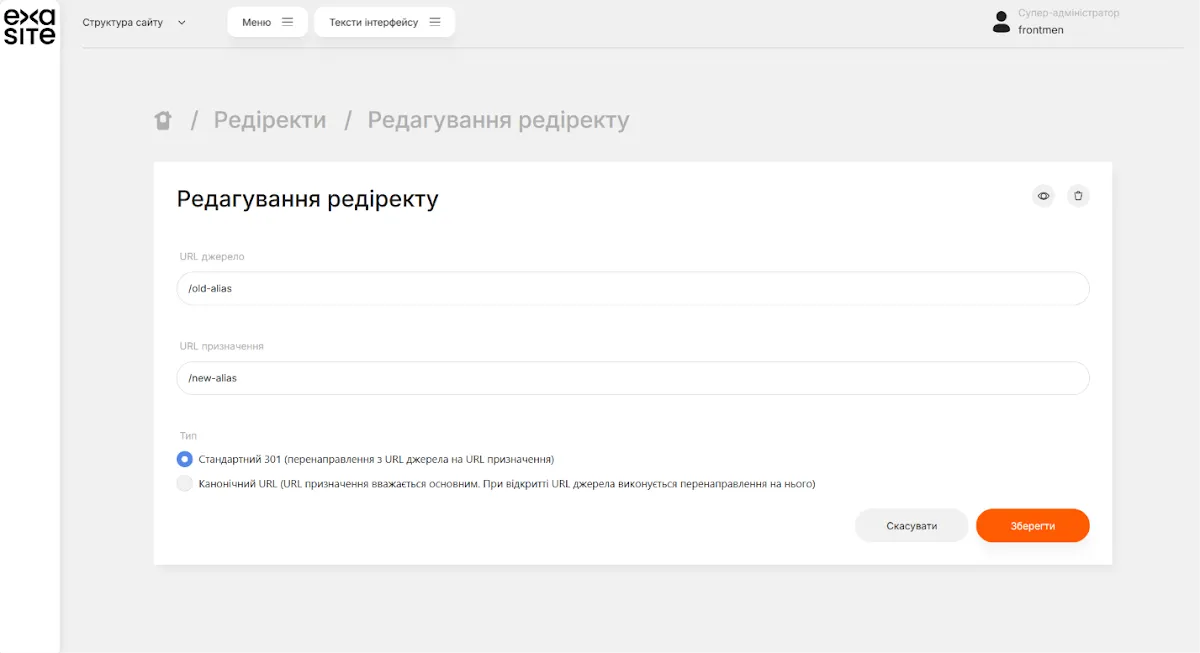 exa
site
Структура сайту
Меню
Тексти інтерфейсу
Супер-адміністратор
frontmen
/ Редіректи / Редагування редіректу
Редагування редіректу
URL джерело
/old-alias
URL призначення
/new-alias
Тип
Стандартний 301 (перенаправлення з URL джерела на URL призначення)
Канонічний URL (URL призначення вважається основним. При відкритті URL джерела виконується перенаправлення на нього)
Скасувати
Зберегти